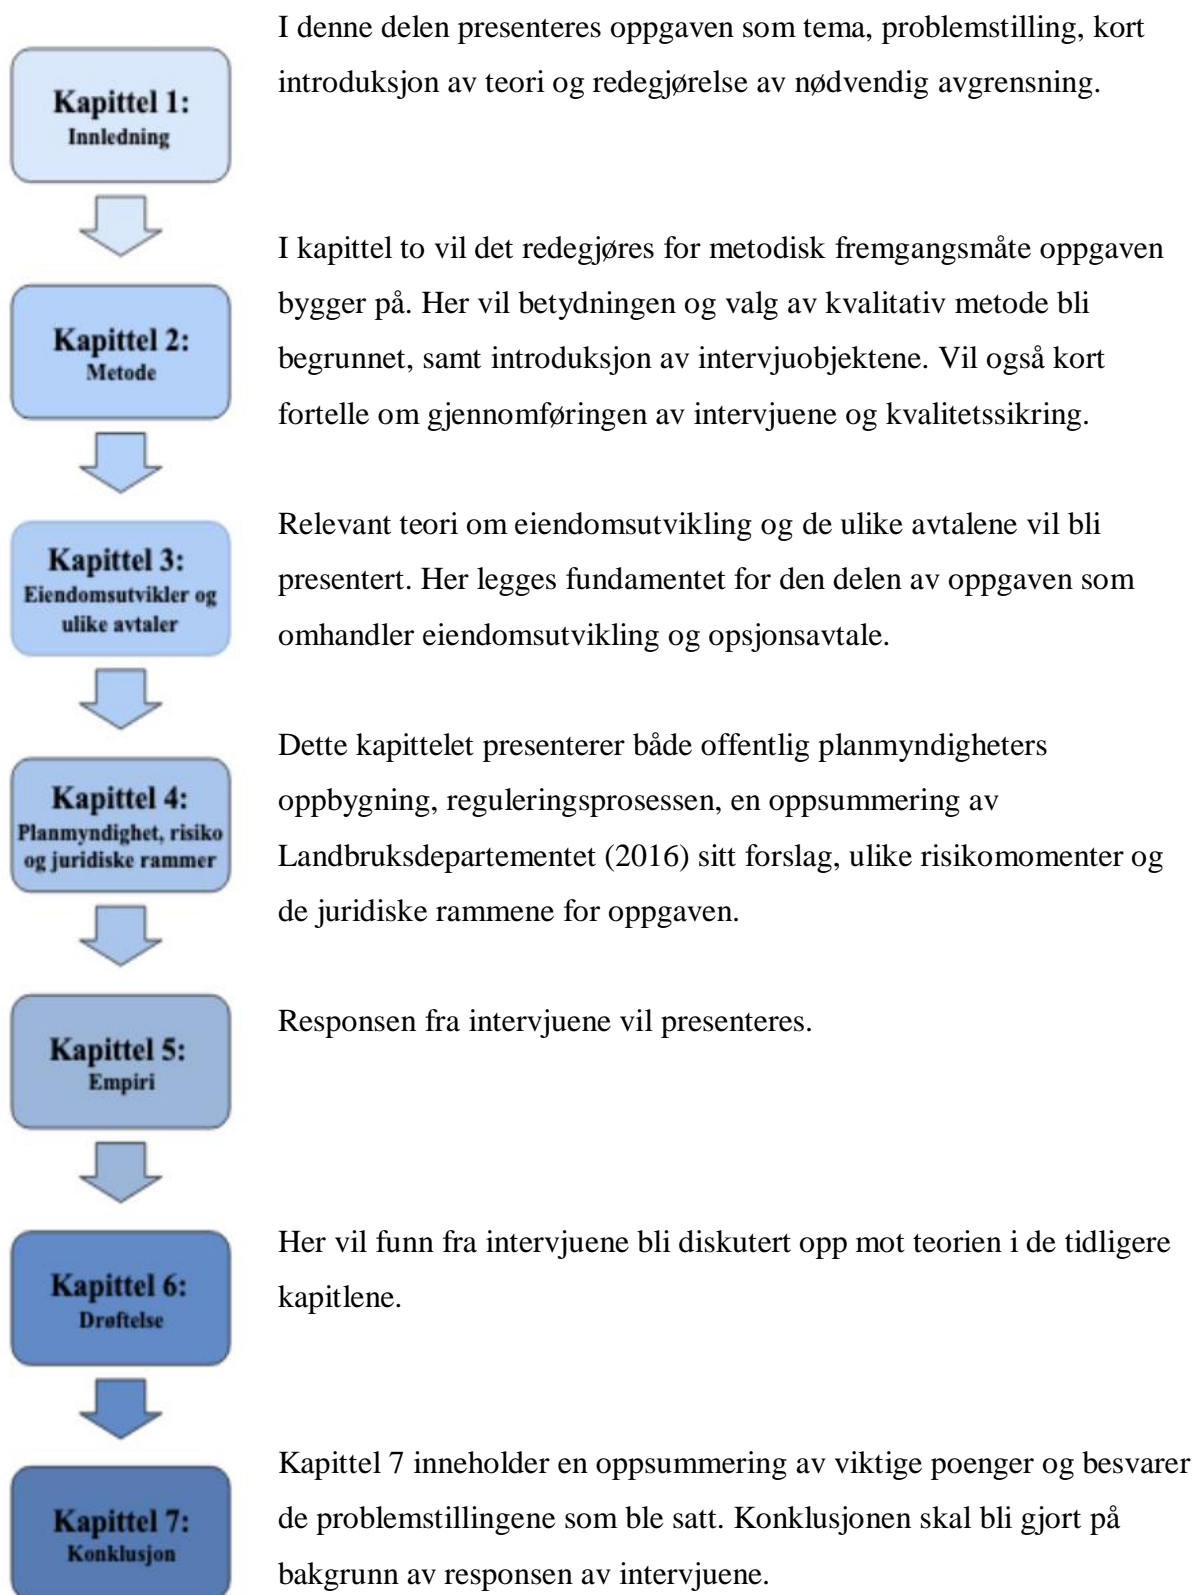 I denne delen presenteres oppgaven som tema, problemstilling, kort
introduksjon av teori og redegjørelse av nødvendig avgrensning.
Kapittel 1:
Innledning
I kapittel to vil det redegjøres for metodisk fremgangsmåte oppgaven
bygger på. Her vil betydningen og valg av kvalitativ metode bli
begrunnet, samt introduksjon av intervjuobjektene. Vil også kort
fortelle om gjennomføringen av intervjuene og kvalitetssikring.
Kapittel 2:
Metode
Relevant teori om eiendomsutvikling og de ulike avtalene vil bli
presentert. Her legges fundamentet for den delen av oppgaven som
omhandler eiendomsutvikling og opsjonsavtale.
Kapittel 3:
Eiendomsutvikler og
ulike avtaler
Dette kapittelet presenterer både offentlig planmyndigheters
oppbygning, reguleringsprosessen, en oppsummering av
Landbruksdepartementet (2016) sitt forslag, ulike risikomomenter og
de juridiske rammene for oppgaven.
Kapittel 4:
Planmyndighet, risiko
og juridiske rammer
Responsen fra intervjuene vil presenteres.
Kapittel 5:
Empiri
Her vil funn fra intervjuene bli diskutert opp mot teorien i de tidligere
kapitlene.
Kapittel 6:
Drøftelse
Kapittel 7 inneholder en oppsummering av viktige poenger og besvarer
de problemstillingene som ble satt. Konklusjonen skal bli gjort på
bakgrunn av responsen av intervjuene.
Kapittel 7:
Konklusjon